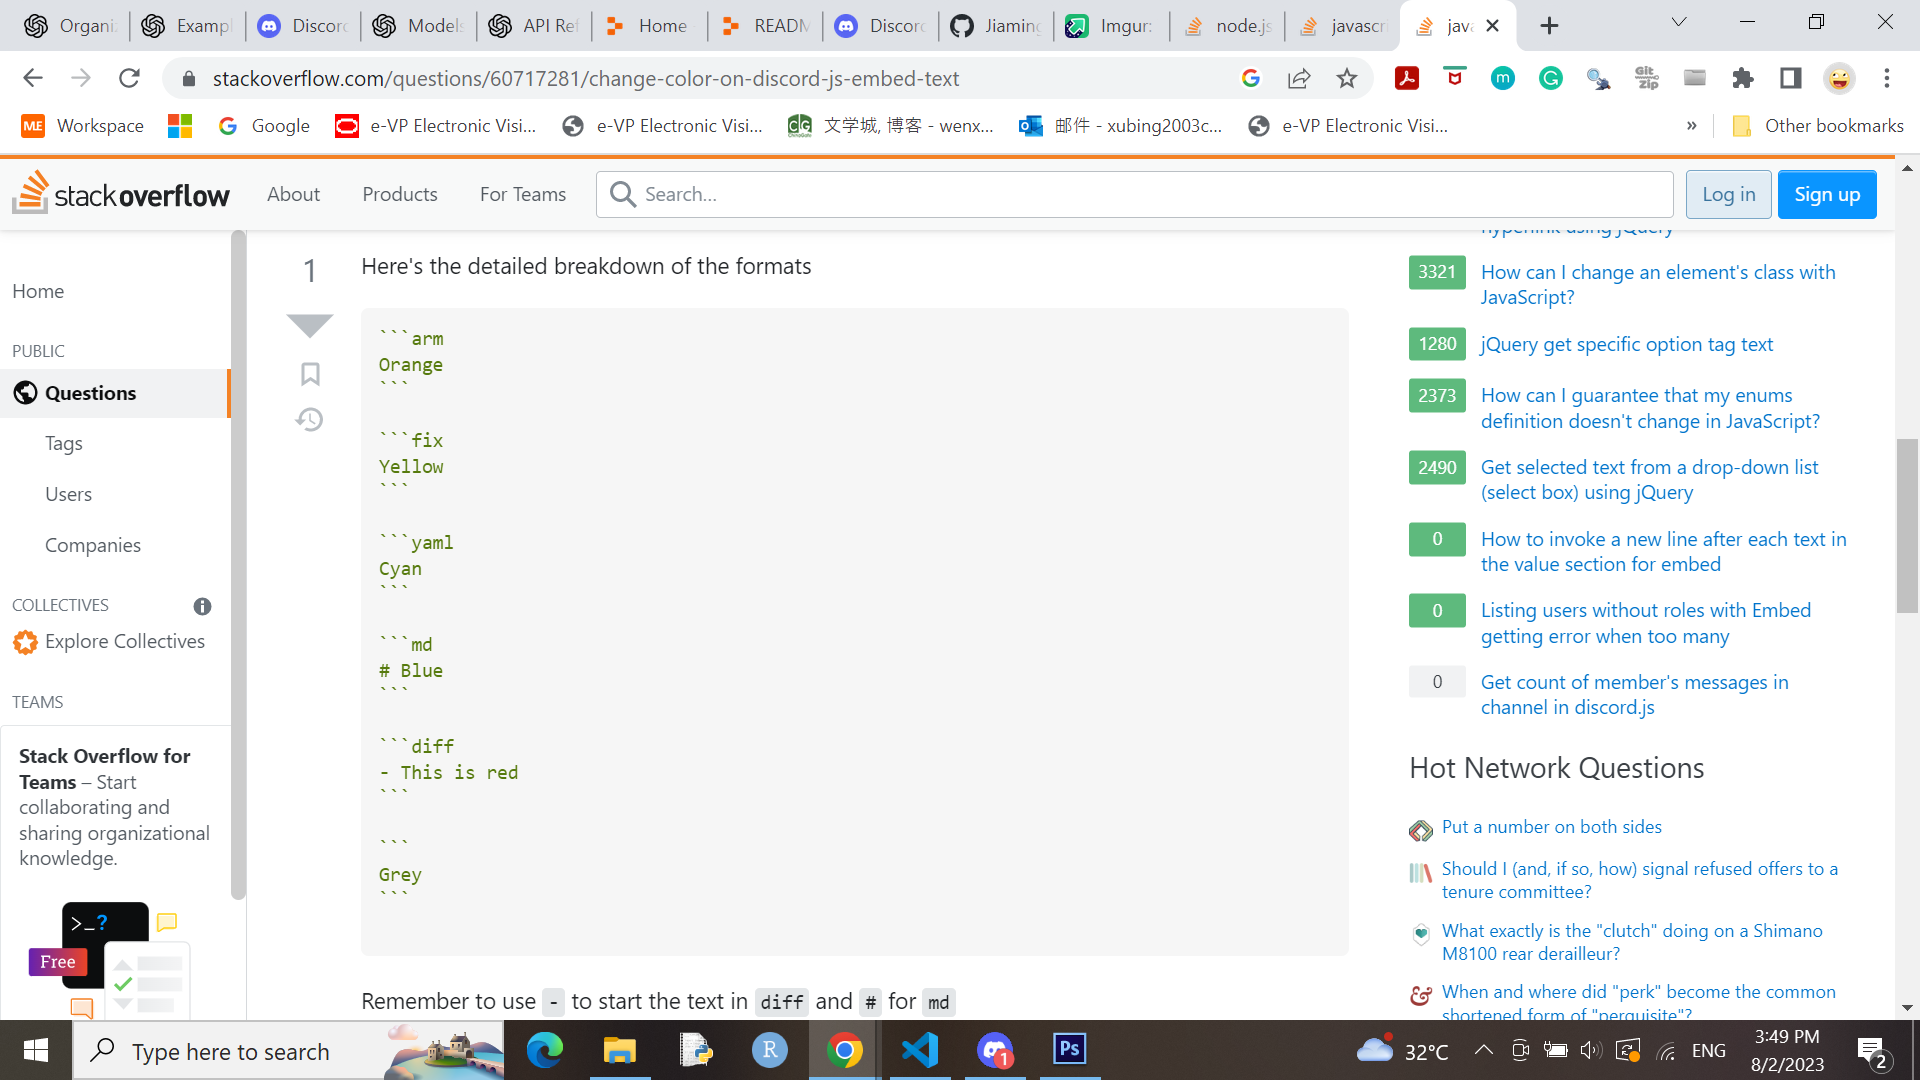 Organi
Exampl
Discord
Models
API Ref
Home
READM
Discord
Jiaming
Imgur:
node.js
javascri
java
stackoverflow.com/questions/60717281/change-color-on-discord-js-embed-text
Workspace
Google
e-VP Electronic Visi...
e-VP Electronic Visi...
文学城, 博客 - wenx...
邮件 - xubing2003c...
e-VP Electronic Visi...
»
Other bookmarks
stackoverflow
About
Products
For Teams
Search...
Log in
Sign up
Home
PUBLIC
Questions
Tags
Users
Companies
COLLECTIVES
Explore Collectives
TEAMS
Stack Overflow for
Teams – Start
collaborating and
sharing organizational
knowledge.
>_?
Free
1
Here's the detailed breakdown of the formats
```arm
Orange
```
```fix
Yellow
```
```yaml
Cyan
```
```md
# Blue
```
```diff
- This is red
```
```
Grey
```
Remember to use - to start the text in diff and # for md
hyperlink using jQuery
3321 How can I change an element's class with
JavaScript?
1280 jQuery get specific option tag text
2373 How can I guarantee that my enums
definition doesn't change in JavaScript?
2490 Get selected text from a drop-down list
(select box) using jQuery
0 How to invoke a new line after each text in
the value section for embed
0 Listing users without roles with Embed
getting error when too many
0 Get count of member's messages in
channel in discord.js
Hot Network Questions
Put a number on both sides
Should I (and, if so, how) signal refused offers to a
tenure committee?
What exactly is the "clutch" doing on a Shimano
M8100 rear derailleur?
When and where did "perk" become the common
shortened form of "perquisite"?
Type here to search
R
1
Ps
32°C
ENG
3:49 PM
8/2/2023
2